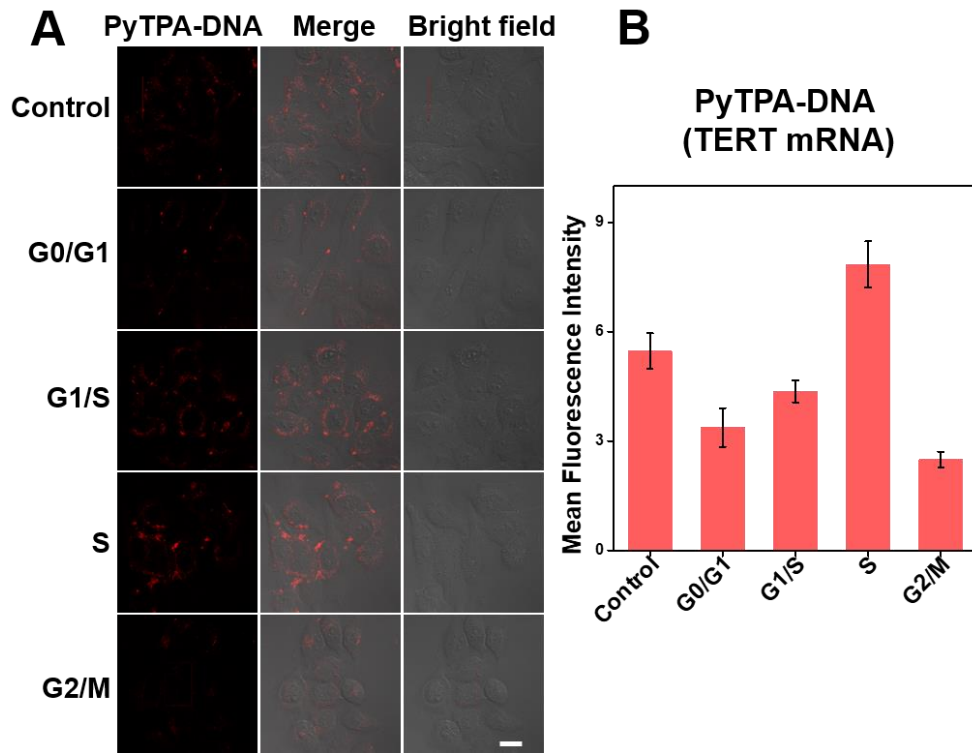 A
PyTPA-DNA
Merge
Bright field
Control
G0/G1
G1/S
S
G2/M
B
PyTPA-DNA
(TERT mRNA)
Mean Fluorescence Intensity
9
6
3
0
Control
G0/G1
G1/S
S
G2/M